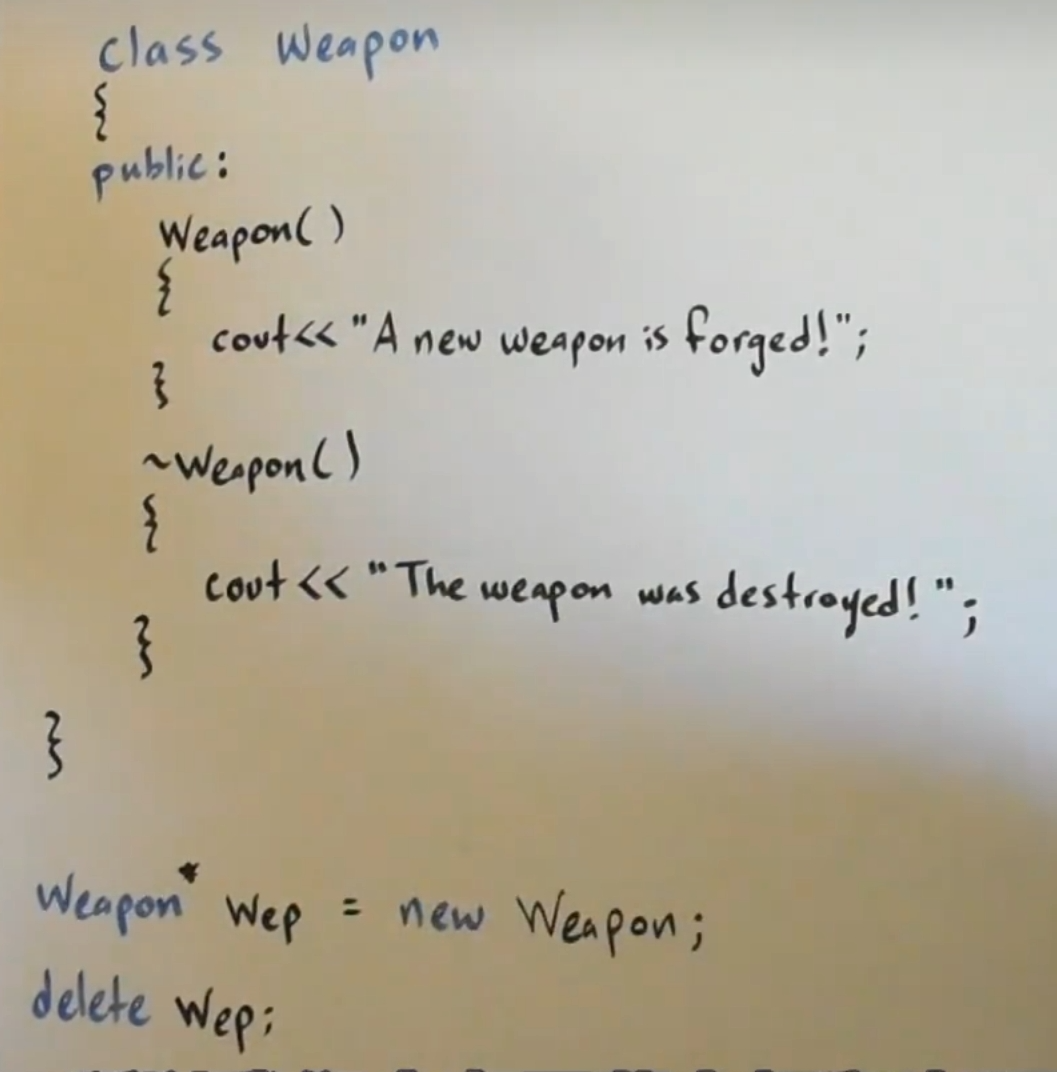 class Weapon
{
public:
Weapon()
{
cout<< "A new weapon is forged!";
}
~Weapon()
{
cout << "The weapon was destroyed! ";
}
}
Weapon* Wep = new Weapon;
delete Wep;